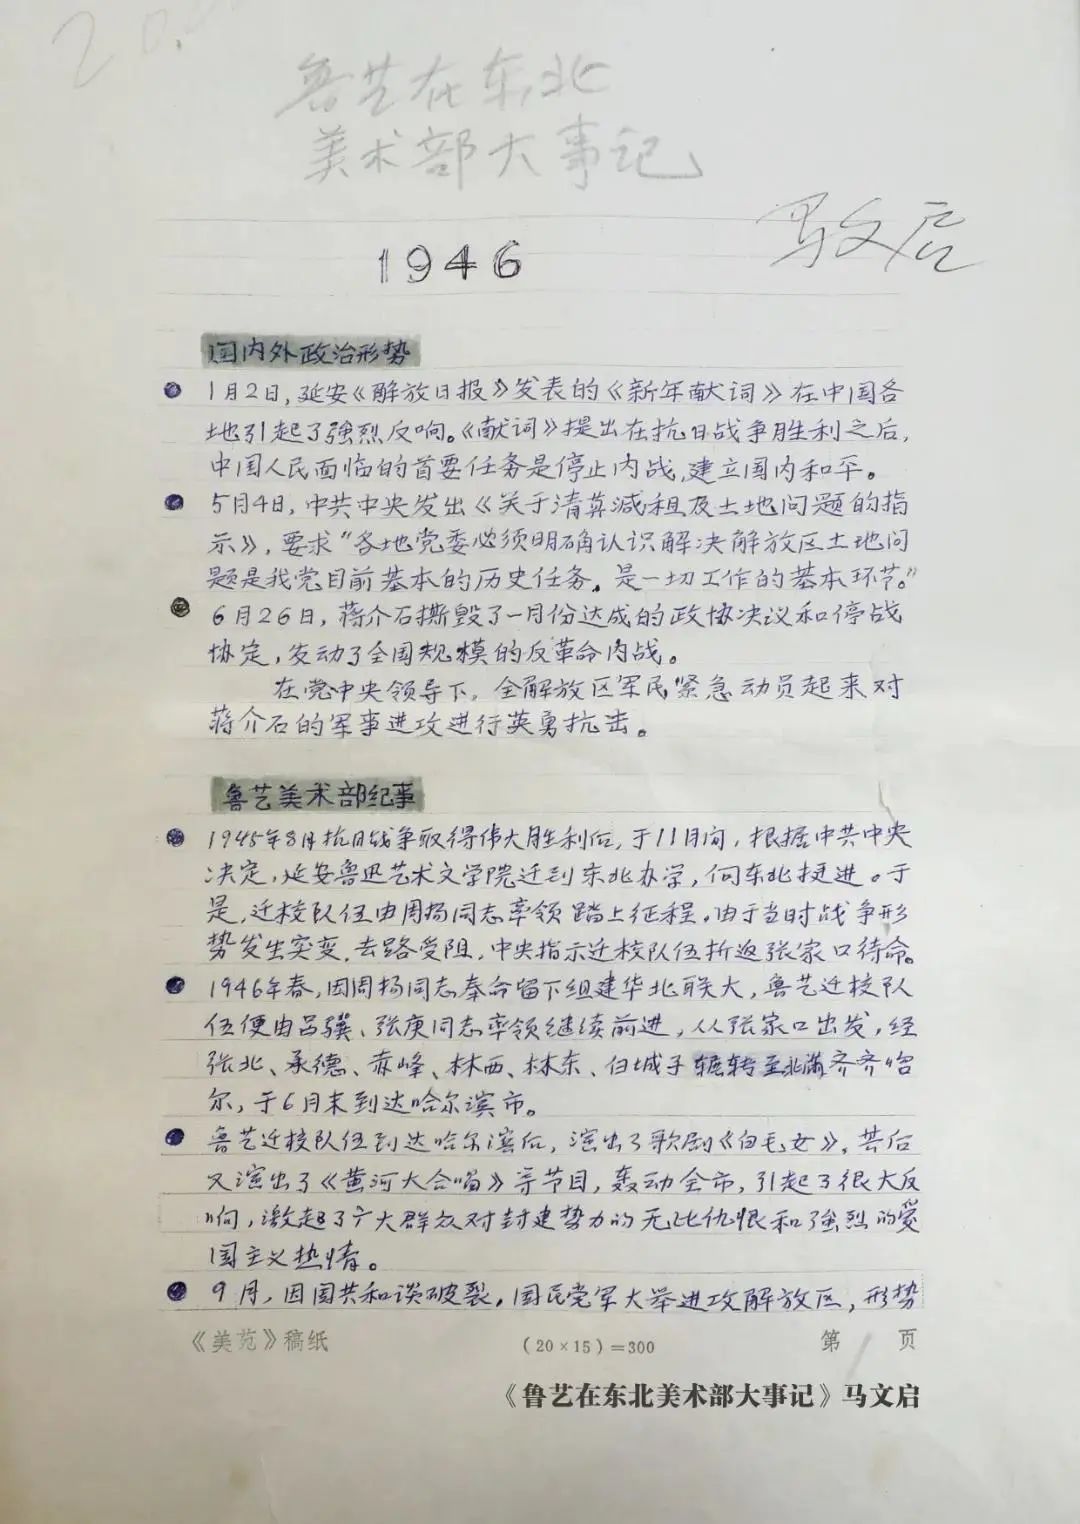 鲁艺在东北
美术部大事记
马文启
1946
国内外政治形势
1月2日,延安《解放日报》发表的《新年献词》在中国各
地引起了强烈反响。《献词》提出在抗日战争胜利之后,
中国人民面临的首要任务是停止内战,建立国内和平。
5月4日,中共中央发出《关于清算减租及土地问题的指
示》,要求“各地党委必须明确认识解决解放区土地问
题是我党目前基本的历史任务,是一切工作的基本环节。”
6月26日,蒋介石撕毁了一月份达成的政协决议和停战
协定,发动了全国规模的反革命内战。
在党中央领导下,全解放区军民紧急动员起来对
蒋介石的军事进攻进行英勇抗击。
鲁艺美术部纪事
1945年8月抗日战争取得伟大胜利后,于11月间,根据中共中央
决定,延安鲁迅艺术文学院迁到东北办学,向东北挺进。于
是,迁校队伍由周扬同志率领踏上征程。由于当时战争形
势发生突变,去路受阻,中央指示迁校队伍折返张家口待命。
1946年春,因周扬同志奉命留下组建华北联大,鲁艺迁校队
伍便由吕骥、张庚同志率领继续前进,从张家口出发,经
张北、承德、赤峰、林西、林东、白城子辗转至北满齐齐哈
尔,于6月末到达哈尔滨市。
鲁艺迁校队伍到达哈尔滨后,演出了歌剧《白毛女》,其后
又演出了《黄河大合唱》等节目,轰动全市,引起了很大反
响,激起了广大群众对封建势力的无比仇恨和强烈的爱
国主义热情。
9月,因国共和谈破裂,国民党军大举进攻解放区,形势
《美苑》稿纸 (20×15)=300 第 1 页
《鲁艺在东北美术部大事记》马文启